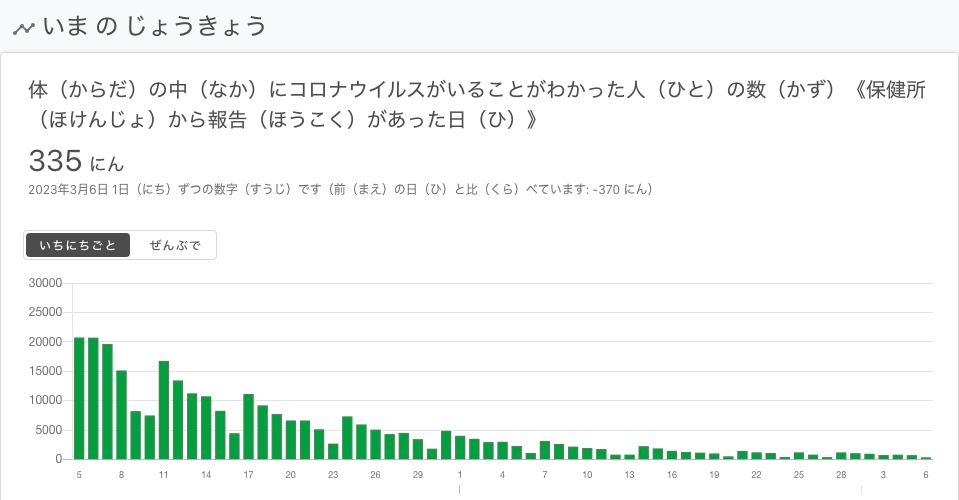 いま の じょうきょう
体（からだ）の中（なか）にコロナウイルスがいることがわかった人（ひと）の数（かず）《保健所
（ほけんじょ）から報告（ほうこく）があった日（ひ）》
335 にん
2023年3月6日 1日（にち）ずつの数字（すうじ）です（前（まえ）の日（ひ）と比（くら）べています: -370 にん）
いちにちごと ぜんぶで
30000
25000
20000
15000
10000
5000
0
5 8 11 14 17 20 23 26 29 1 4 7 10 13 16 19 22 25 28 3 6